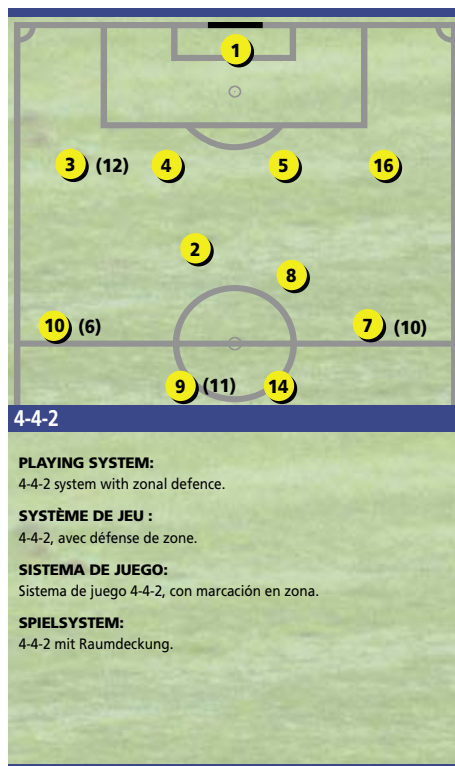 1
3 (12) 4 5 16
2
8
10 (6) 7 (10)
9 (11) 14
4-4-2
PLAYING SYSTEM:
4-4-2 system with zonal defence.
SYSTÈME DE JEU :
4-4-2, avec défense de zone.
SISTEMA DE JUEGO:
Sistema de juego 4-4-2, con marcación en zona.
SPIELSYSTEM:
4-4-2 mit Raumdeckung.